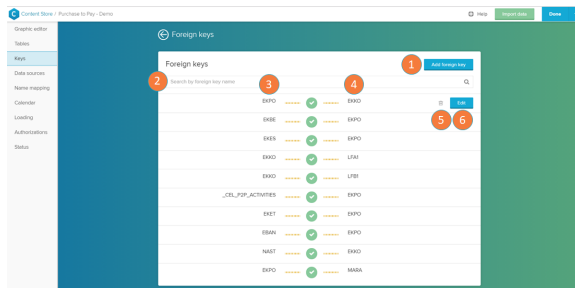 Content Store / Purchase to Pay - Demo
Help
Import data
Done
Graphic editor
Tables
Keys
Data sources
Name mapping
Calender
Loading
Authorizations
Status
Foreign keys
Foreign keys
1
Add foreign key
2
Search by foreign key name
3
4
EKPO EKKO
Edit
5
6
EKBE EKPO
EKES EKPO
EKKO LFA1
EKKO LFB1
_CEL_P2P_ACTIVITIES EKPO
EKET EKPO
EBAN EKPO
NAST EKKO
EKPO MARA